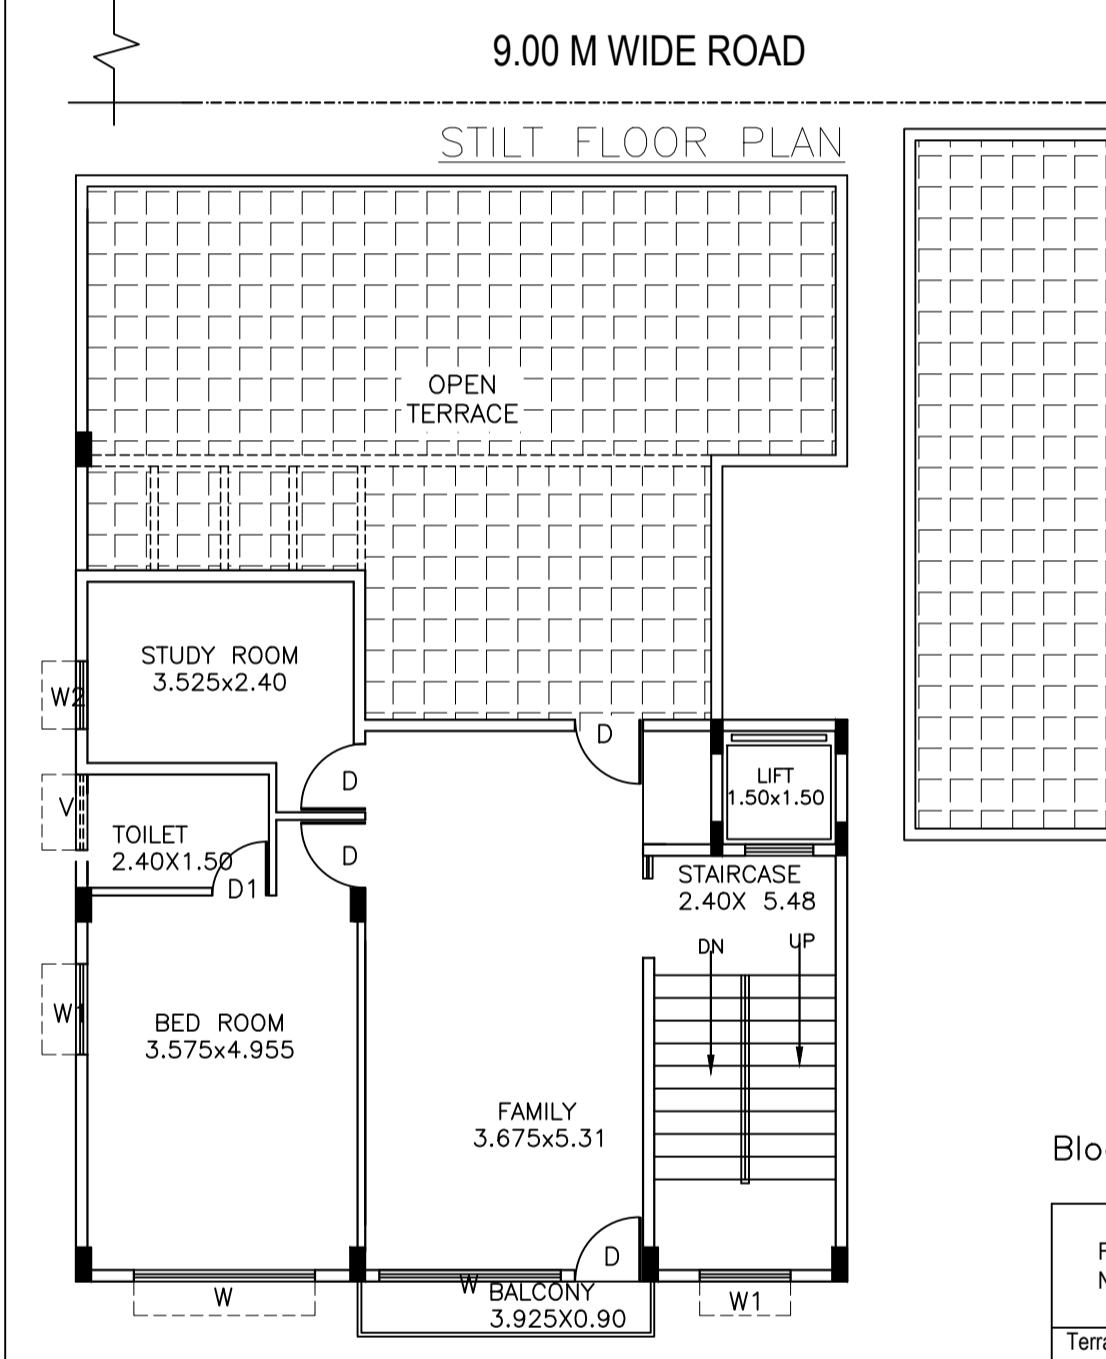 9.00 M WIDE ROAD
STILT FLOOR PLAN
OPEN
TERRACE
STUDY ROOM
3.525x2.40
W2
D
D
LIFT
1.50x1.50
V
TOILET
2.40X1.50
D
D1
STAIRCASE
2.40X 5.48
DN
UP
W1
BED ROOM
3.575x4.955
FAMILY
3.675x5.31
D
W
W
BALCONY
3.925X0.90
W1
Blo
F
N
Terra